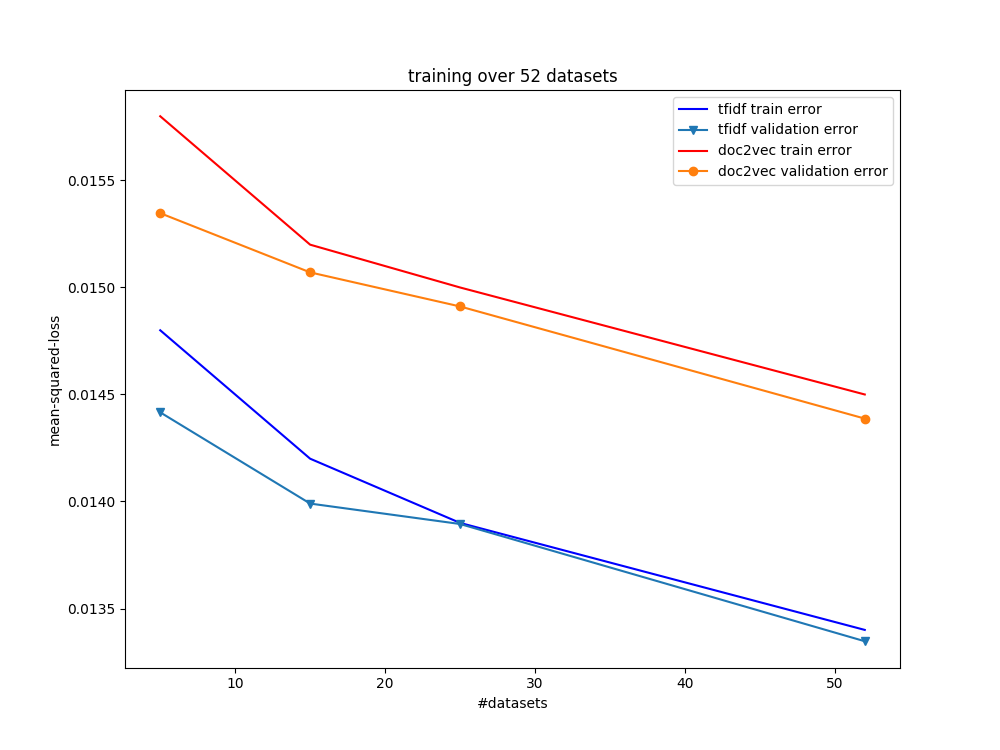 training over 52 datasets
tfidf train error
tfidf validation error
doc2vec train error
doc2vec validation error
mean-squared-loss
0.0155
0.0150
0.0145
0.0140
0.0135
10 20 30 40 50
#datasets